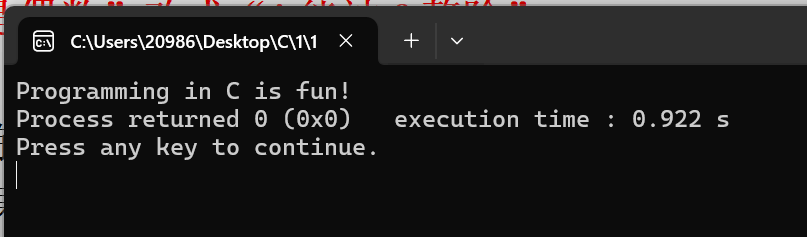 C:\Users\20986\Desktop\C\1\1
Programming in C is fun!
Process returned 0 (0x0)   execution time : 0.922 s
Press any key to continue.